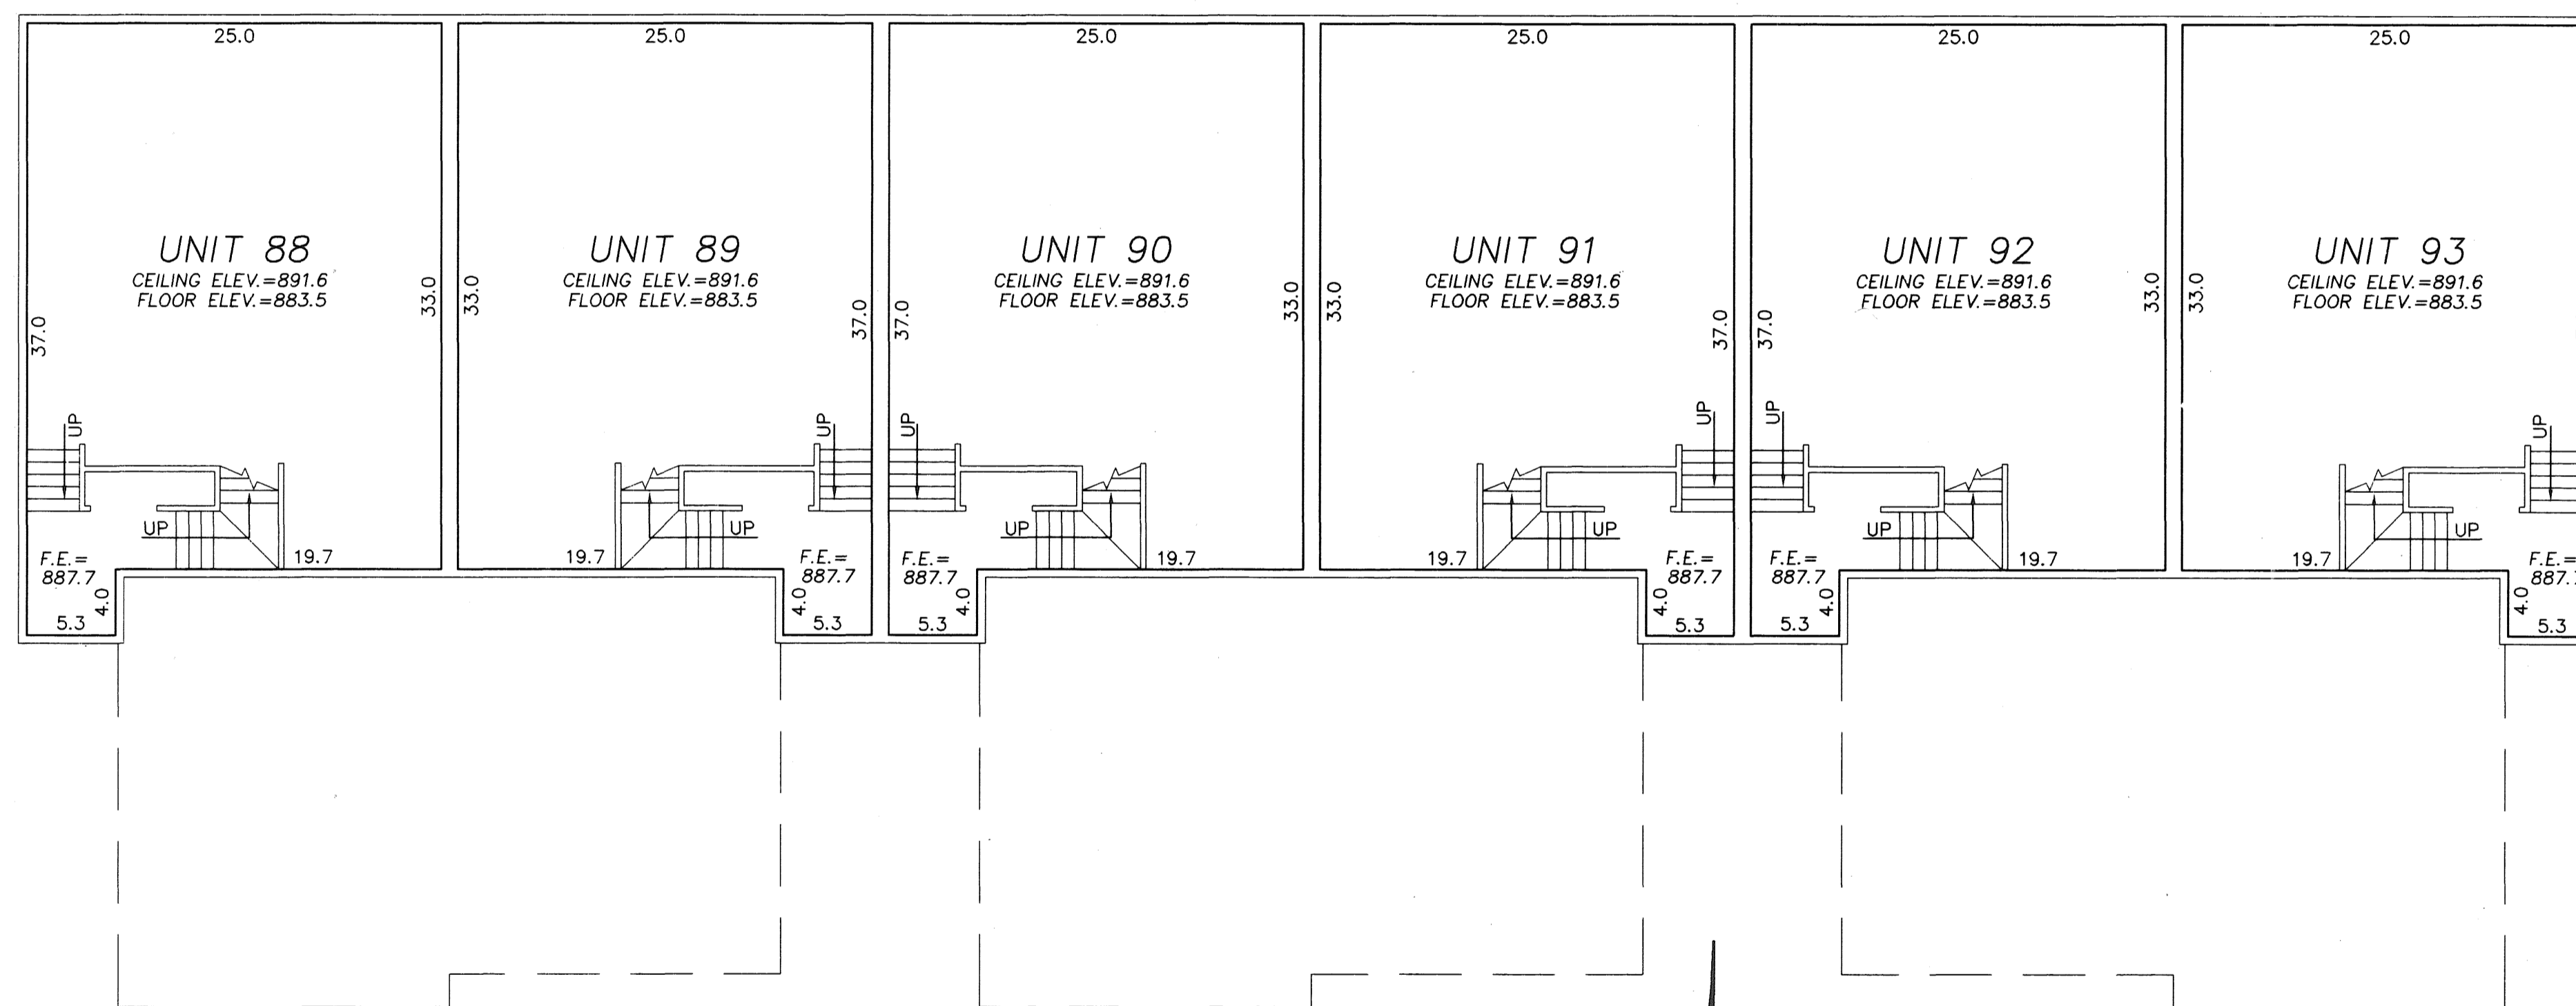 25.0
25.0
25.0
25.0
25.0
25.0
UNIT 88
CEILING ELEV.=891.6
FLOOR ELEV.=883.5
37.0
33.0
UP
UP
F.E.=
887.7
19.7
4.0
5.3
UNIT 89
CEILING ELEV.=891.6
FLOOR ELEV.=883.5
33.0
37.0
UP
UP
19.7
F.E.=
887.7
4.0
5.3
UNIT 90
CEILING ELEV.=891.6
FLOOR ELEV.=883.5
37.0
33.0
UP
UP
F.E.=
887.7
19.7
4.0
5.3
UNIT 91
CEILING ELEV.=891.6
FLOOR ELEV.=883.5
33.0
37.0
UP
UP
19.7
F.E.=
887.7
4.0
5.3
UNIT 92
CEILING ELEV.=891.6
FLOOR ELEV.=883.5
37.0
33.0
UP
UP
F.E.=
887.7
19.7
4.0
5.3
UNIT 93
CEILING ELEV.=891.6
FLOOR ELEV.=883.5
33.0
UP
UP
19.7
F.E.=
887.7
4.0
5.3